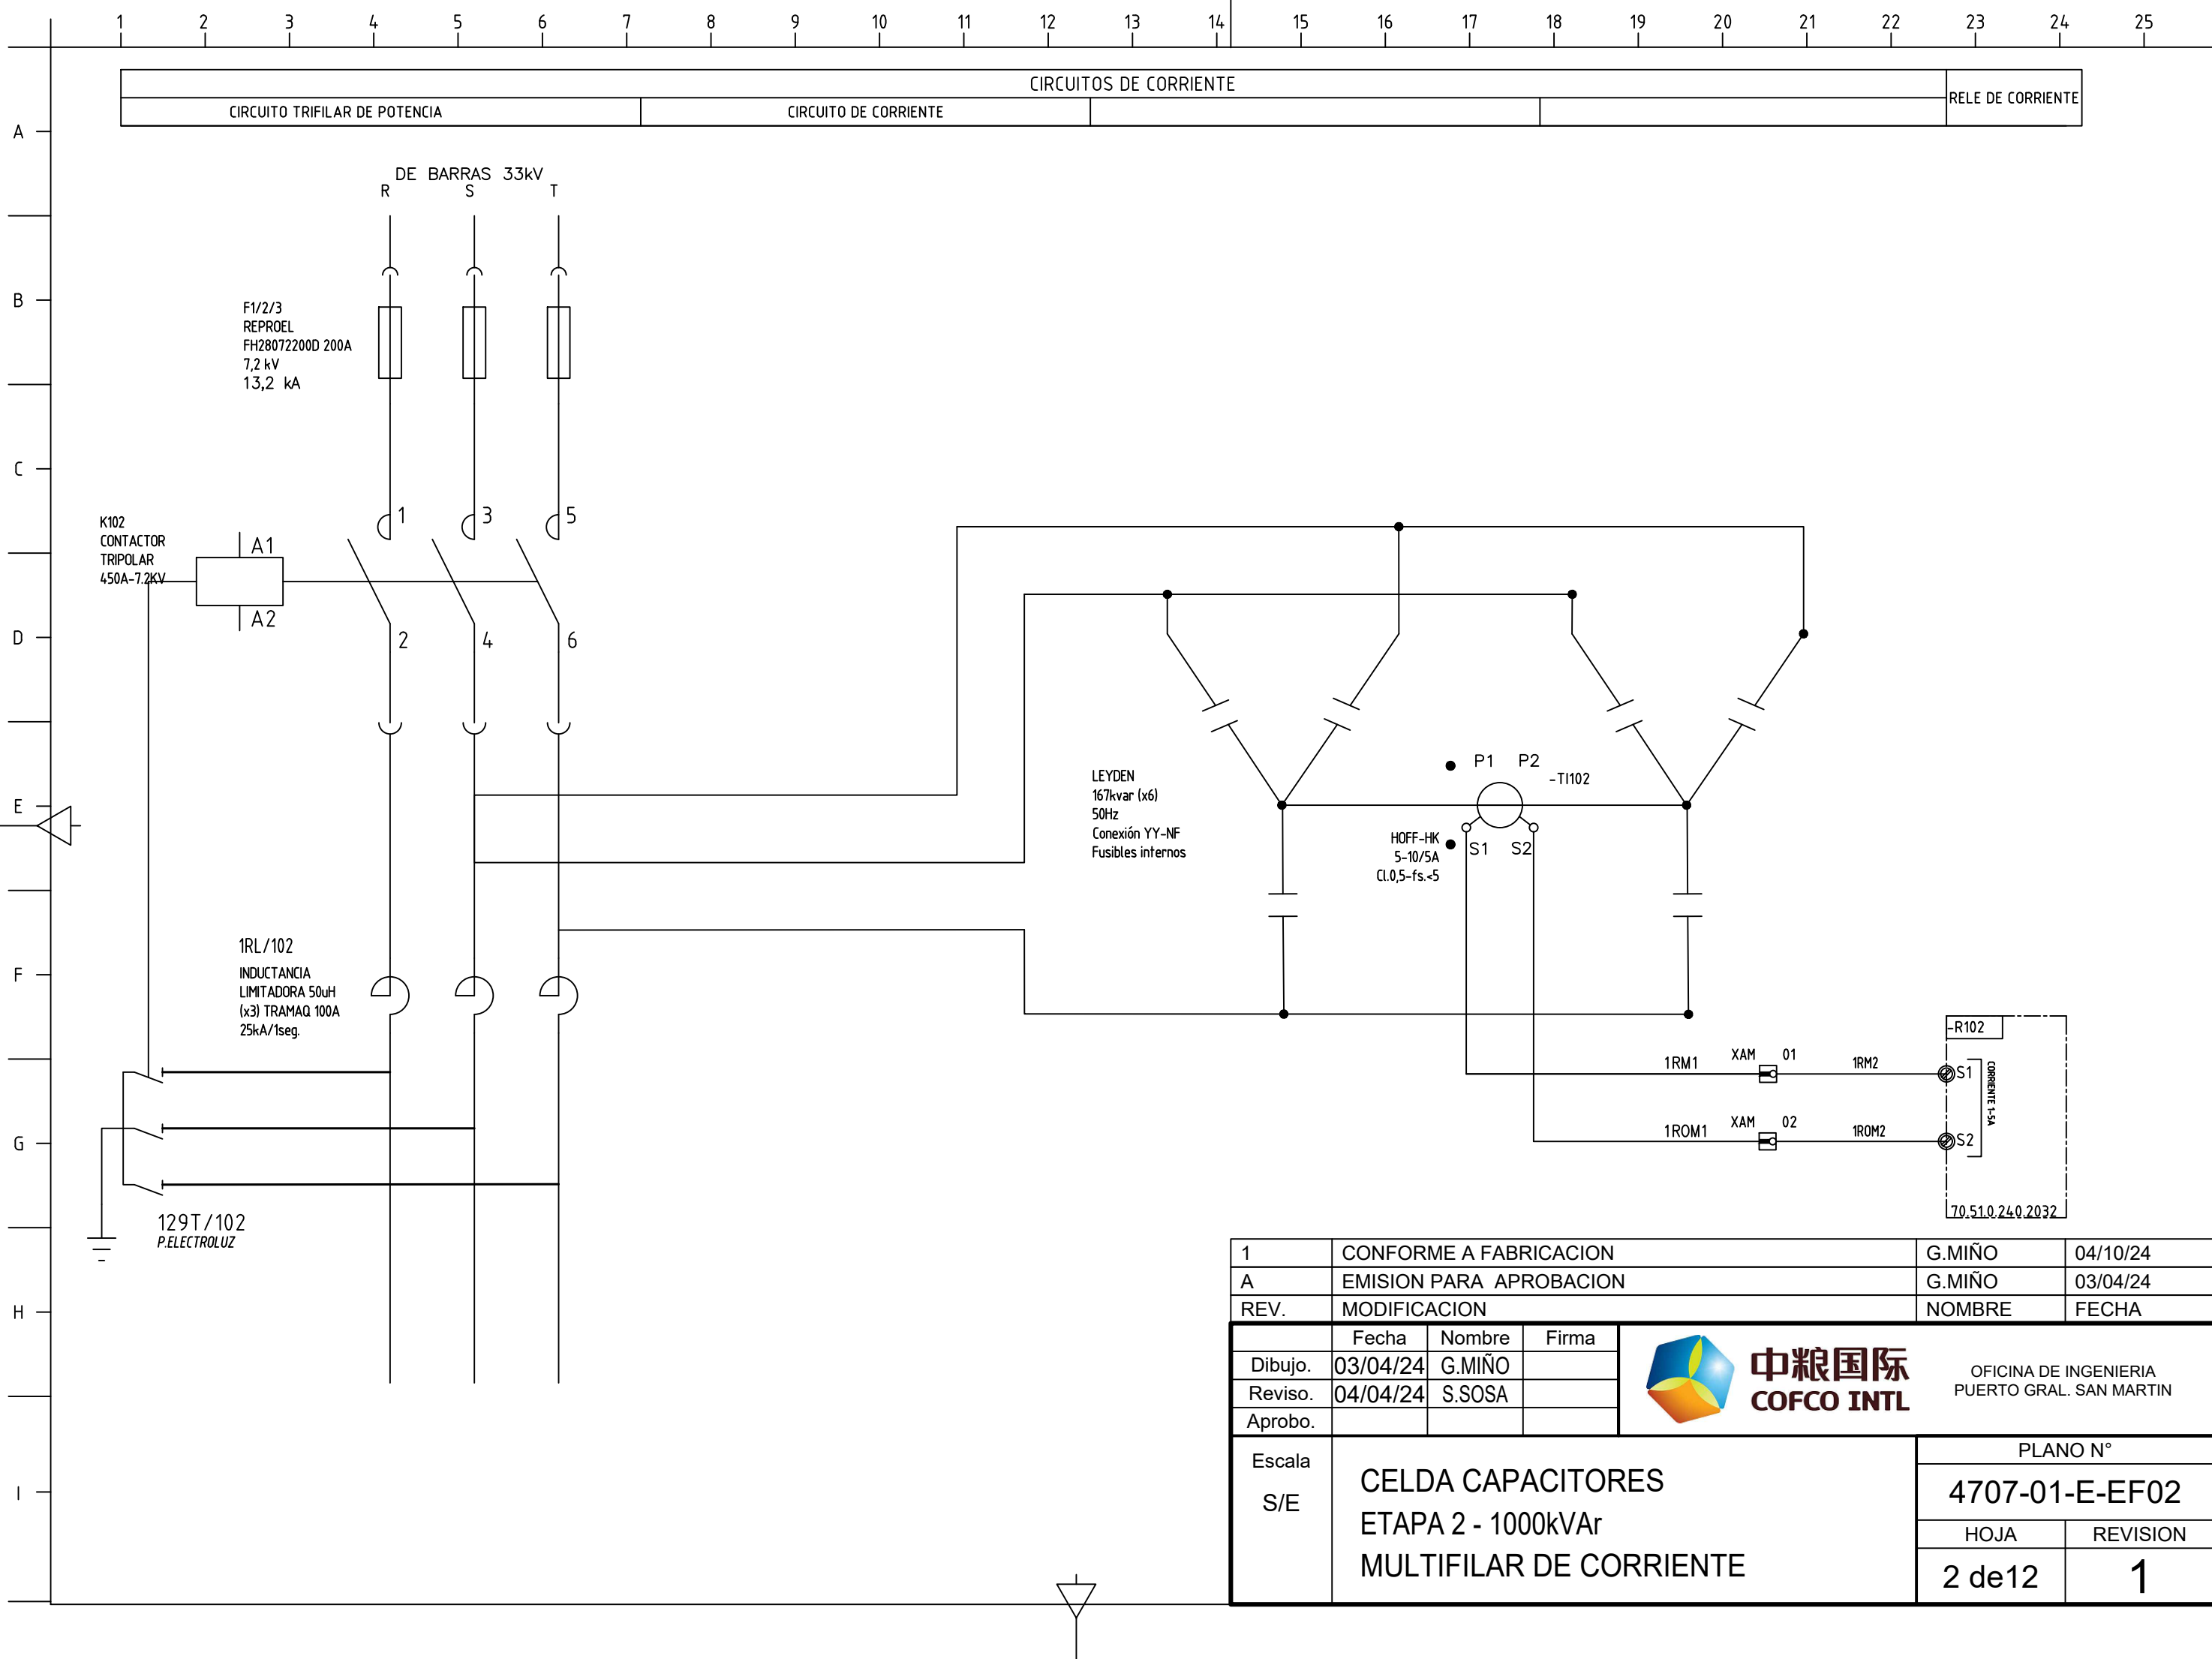 1 2 3 4 5 6 7 8 9 10 11 12 13 14 15 16 17 18 19 20 21 22 23 24 25
CIRCUITOS DE CORRIENTE
RELE DE CORRIENTE
CIRCUITO TRIFILAR DE POTENCIA
CIRCUITO DE CORRIENTE
A
B
C
D
E
F
G
H
I
DE BARRAS 33kV
R S T
F1/2/3
REPROEL
FH28072200D 200A
7,2 kV
13,2 kA
K102
CONTACTOR
TRIPOLAR
450A-7.2KV
A1
A2
1 3 5
2 4 6
LEYDEN
167kvar (x6)
50Hz
Conexión YY-NF
Fusibles internos
P1 P2
-TI102
HOFF-HK
5-10/5A
Cl.0,5-fs.<5
S1 S2
1RL/102
INDUCTANCIA
LIMITADORA 50uH
(x3) TRAMAQ 100A
25kA/1seg.
129T/102
P.ELECTROLUZ
1RM1
XAM 01
1RM2
1ROM1
XAM 02
1ROM2
-R102
S1
S2
CORRIENTE 1-5A
70.51.0.240.2032
1 CONFORME A FABRICACION G.MIÑO 04/10/24
A EMISION PARA APROBACION G.MIÑO 03/04/24
REV. MODIFICACION NOMBRE FECHA
Fecha Nombre Firma
Dibujo. 03/04/24 G.MIÑO
Reviso. 04/04/24 S.SOSA
Aprobo.
中粮国际
COFCO INTL
OFICINA DE INGENIERIA
PUERTO GRAL. SAN MARTIN
Escala
S/E
CELDA CAPACITORES
ETAPA 2 - 1000kVAr
MULTIFILAR DE CORRIENTE
PLANO N°
4707-01-E-EF02
HOJA REVISION
2 de12 1